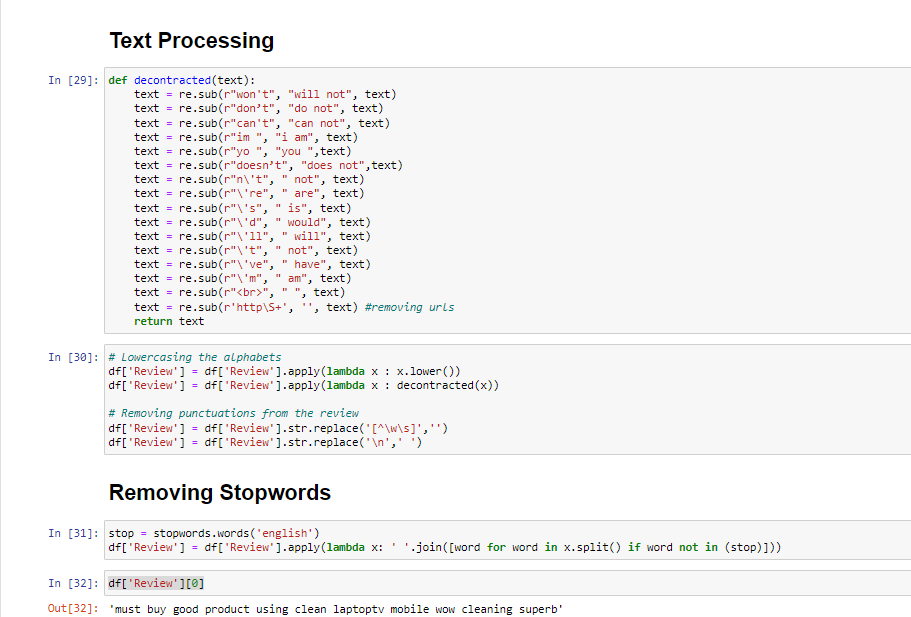 Text Processing
In [29]: def decontracted(text):
text = re.sub(r"won't", "will not", text)
text = re.sub(r"don’t", "do not", text)
text = re.sub(r"can't", "can not", text)
text = re.sub(r"im ", "i am", text)
text = re.sub(r"yo ", "you ",text)
text = re.sub(r"doesn’t", "does not",text)
text = re.sub(r"n\'t", " not", text)
text = re.sub(r"\'re", " are", text)
text = re.sub(r"\'s", " is", text)
text = re.sub(r"\'d", " would", text)
text = re.sub(r"\'ll", " will", text)
text = re.sub(r"\'t", " not", text)
text = re.sub(r"\'ve", " have", text)
text = re.sub(r"\'m", " am", text)
text = re.sub(r"<br>", " ", text)
text = re.sub(r'http\S+', '', text) #removing urls
return text
In [30]: # Lowercasing the alphabets
df['Review'] = df['Review'].apply(lambda x : x.lower())
df['Review'] = df['Review'].apply(lambda x : decontracted(x))
# Removing punctuations from the review
df['Review'] = df['Review'].str.replace('[^\w\s]','')
df['Review'] = df['Review'].str.replace('\n',' ')
Removing Stopwords
In [31]: stop = stopwords.words('english')
df['Review'] = df['Review'].apply(lambda x: ' '.join([word for word in x.split() if word not in (stop)]))
In [32]: df['Review'][0]
Out[32]: 'must buy good product using clean laptoptv mobile wow cleaning superb'